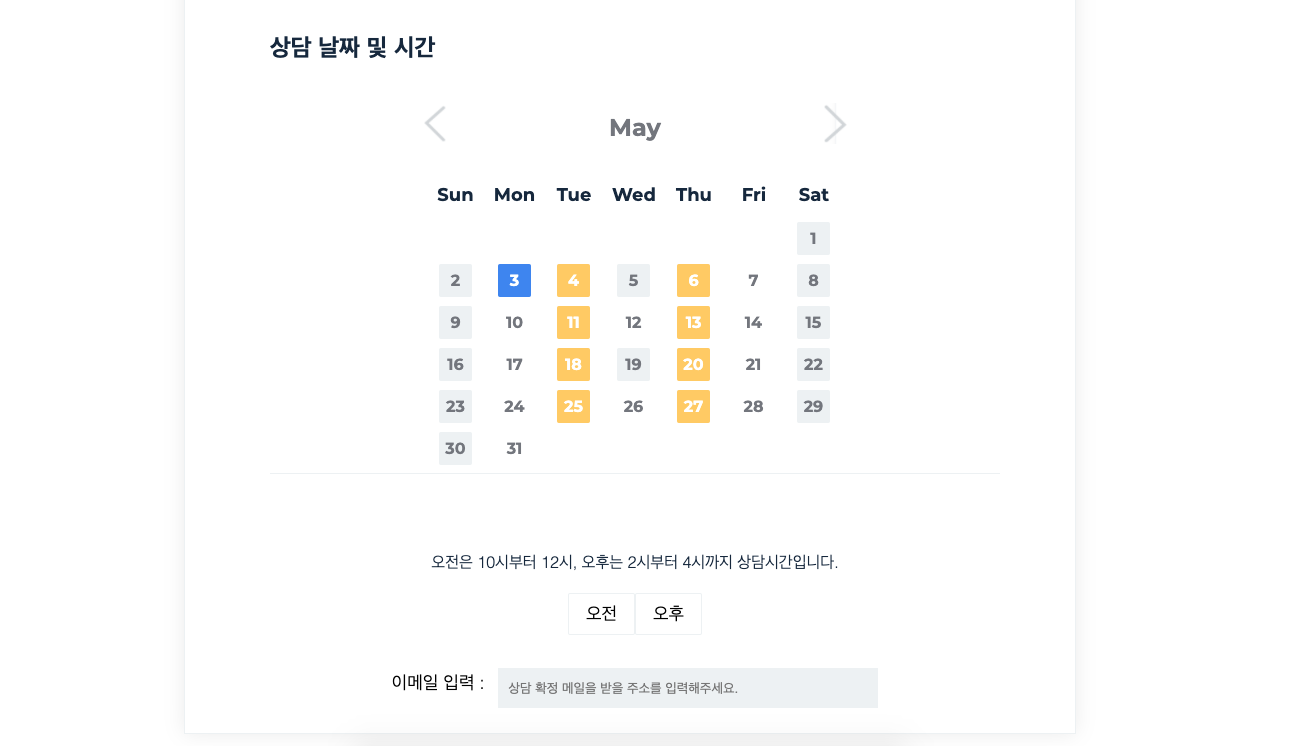 상담 날짜 및 시간
May
Sun Mon Tue Wed Thu Fri Sat
1
2 3 4 5 6 7 8
9 10 11 12 13 14 15
16 17 18 19 20 21 22
23 24 25 26 27 28 29
30 31
오전은 10시부터 12시, 오후는 2시부터 4시까지 상담시간입니다.
오전 오후
이메일 입력 : 상담 확정 메일을 받을 주소를 입력해주세요.